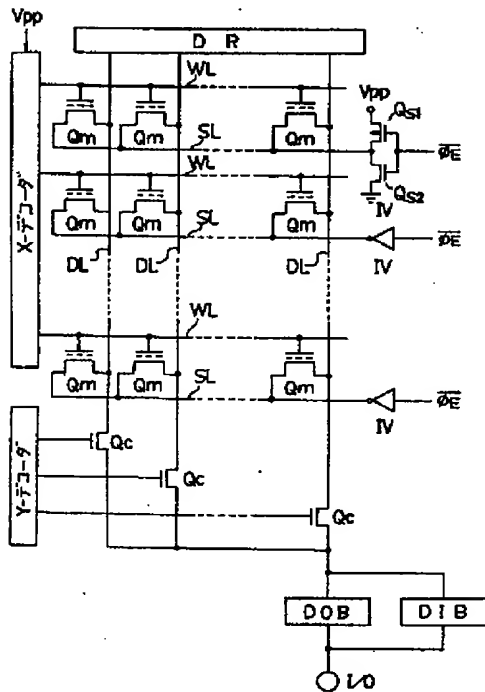 Vpp
D R
WL
Vpp
QS1
Qm Qm Qm
SL
φE
WL
QS2
IV
X-デコーダ
Qm Qm Qm
SL
φE
DL DL DL
IV
WL
Qm Qm Qm
SL
φE
IV
Y-デコーダ
Qc
Qc
Qc
DOB DIB
I/O